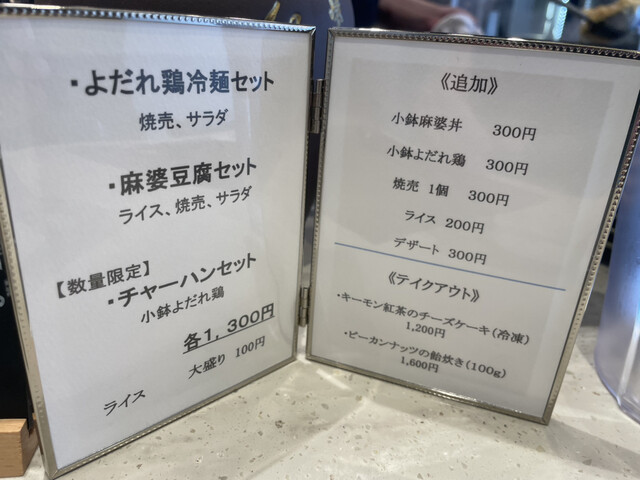 ・よだれ鶏冷麺セット
焼売、サラダ
・麻婆豆腐セット
ライス、焼売、サラダ
【数量限定】
・チャーハンセット
小鉢よだれ鶏
各1,300円
ライス 大盛り 100円
《追加》
小鉢麻婆丼 300円
小鉢よだれ鶏 300円
焼売 1個 300円
ライス 200円
デザート 300円
《テイクアウト》
・キーモン紅茶のチーズケーキ(冷凍)
1,200円
・ピーカンナッツの飴炊き(100g)
1,600円